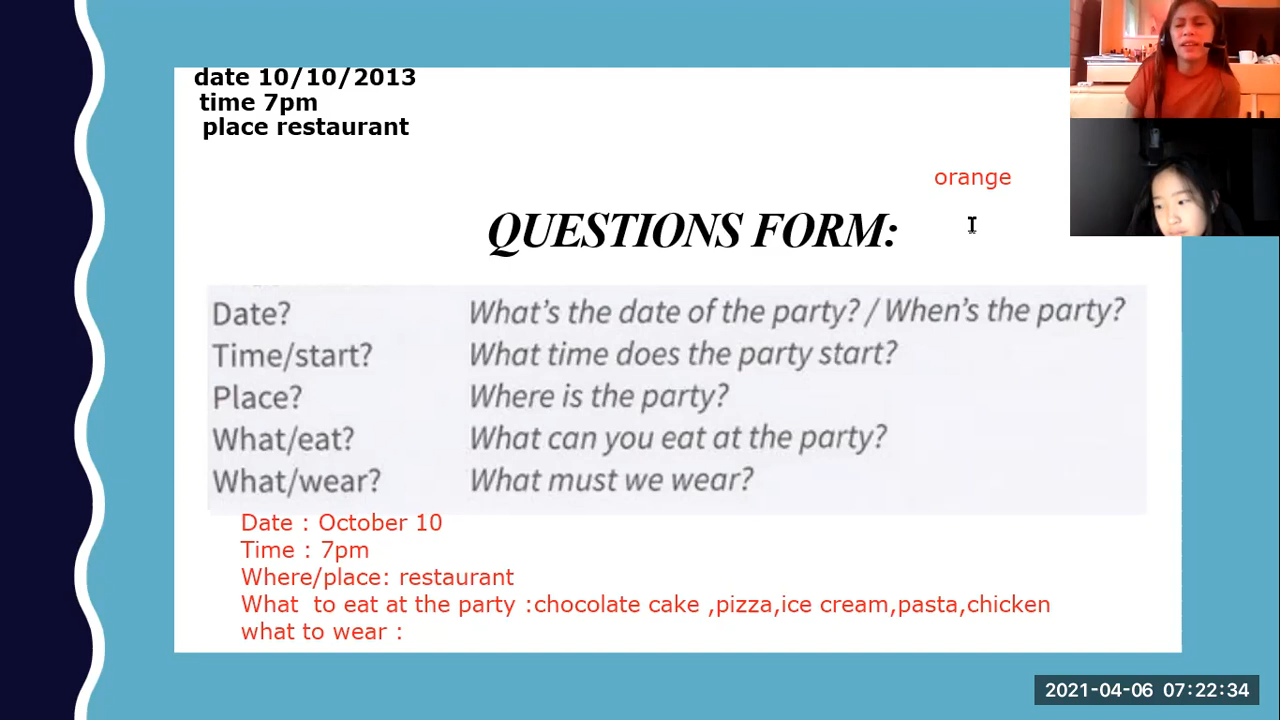 date 10/10/2013
time 7pm
place restaurant
orange
QUESTIONS FORM:
Date? What's the date of the party? / When's the party?
Time/start? What time does the party start?
Place? Where is the party?
What/eat? What can you eat at the party?
What/wear? What must we wear?
Date : October 10
Time : 7pm
Where/place: restaurant
What to eat at the party :chocolate cake ,pizza,ice cream,pasta,chicken
what to wear :
2021-04-06 07:22:34